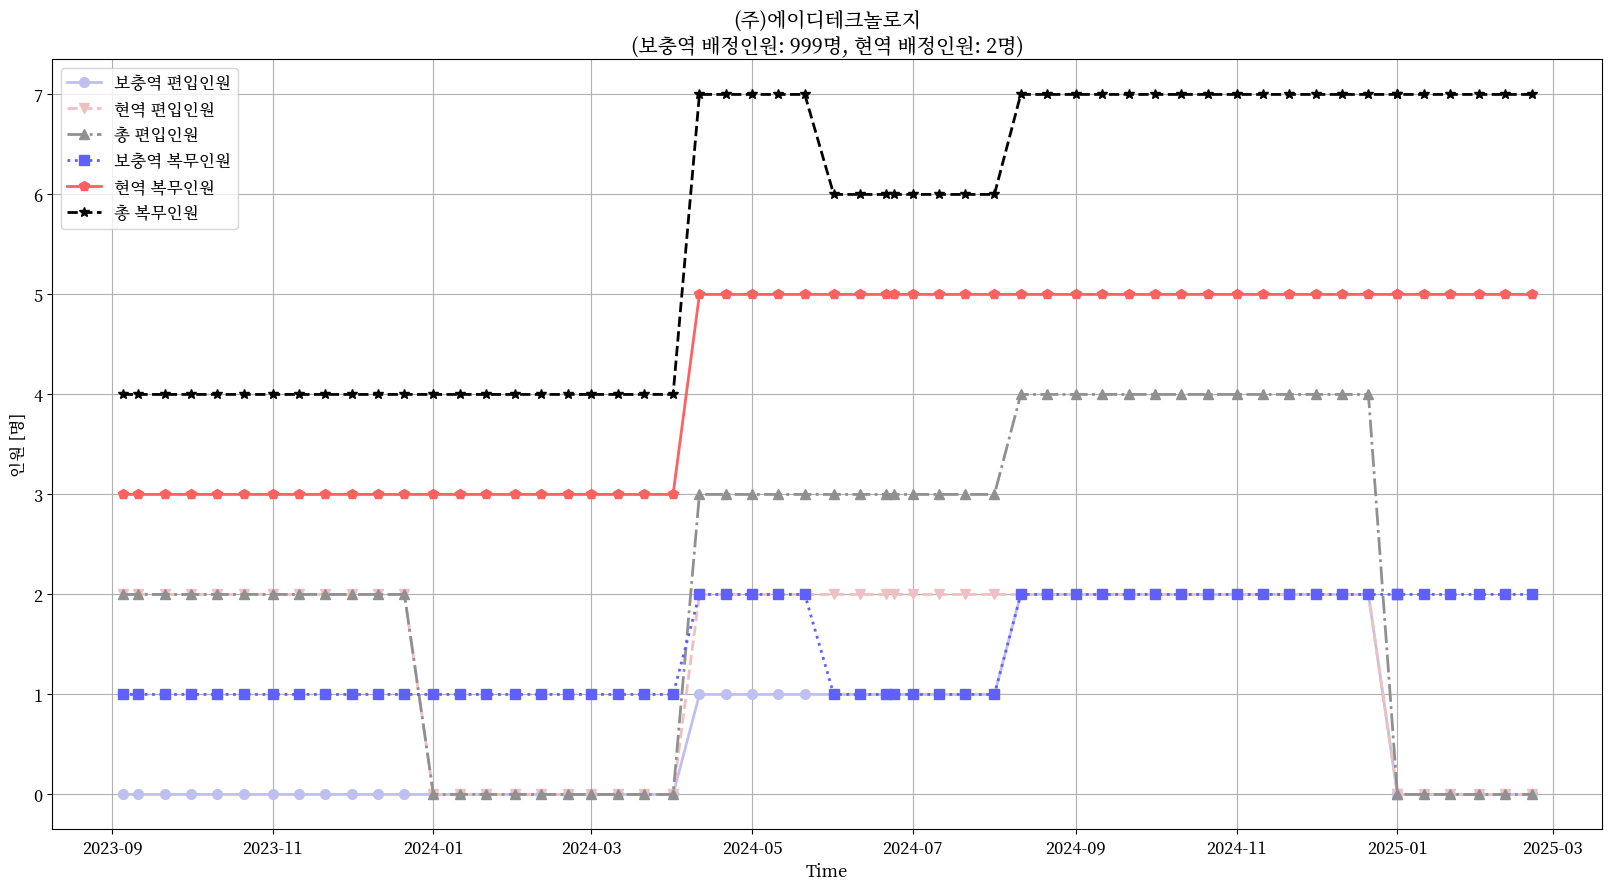 (주)에이디테크놀로지
(보충역 배정인원: 999명, 현역 배정인원: 2명)
보충역 편입인원
현역 편입인원
총 편입인원
보충역 복무인원
현역 복무인원
총 복무인원
7
6
5
4
3
2
1
0
인원 [명]
2023-09
2023-11
2024-01
2024-03
2024-05
2024-07
2024-09
2024-11
2025-01
2025-03
Time